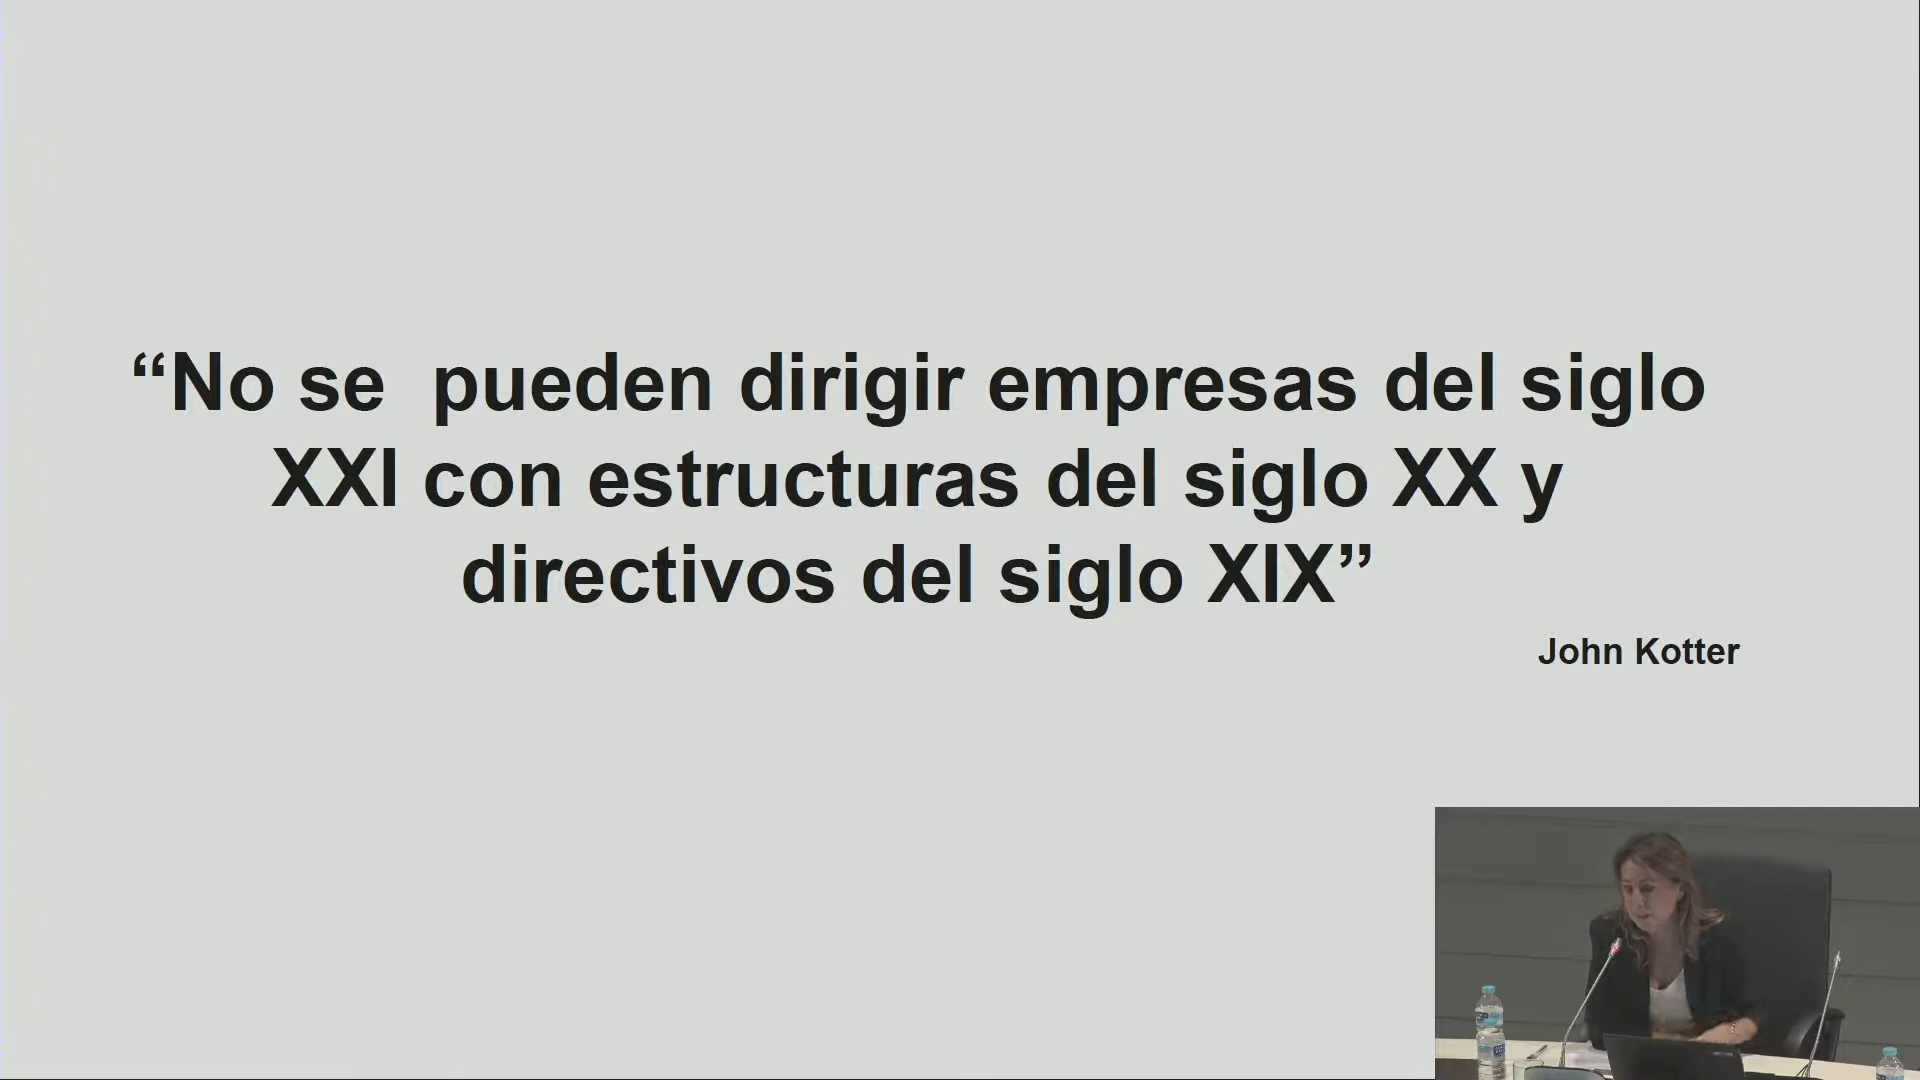 “No se  pueden dirigir empresas del siglo
XXI con estructuras del siglo XX y
directivos del siglo XIX”
John Kotter